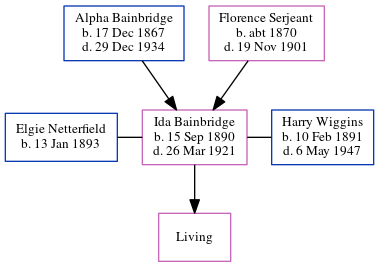 Alpha Bainbridge
b. 17 Dec 1867
d. 29 Dec 1934
Florence Serjeant
b. abt 1870
d. 19 Nov 1901
Elgie Netterfield
b. 13 Jan 1893
Ida Bainbridge
b. 15 Sep 1890
d. 26 Mar 1921
Harry Wiggins
b. 10 Feb 1891
d. 6 May 1947
Living